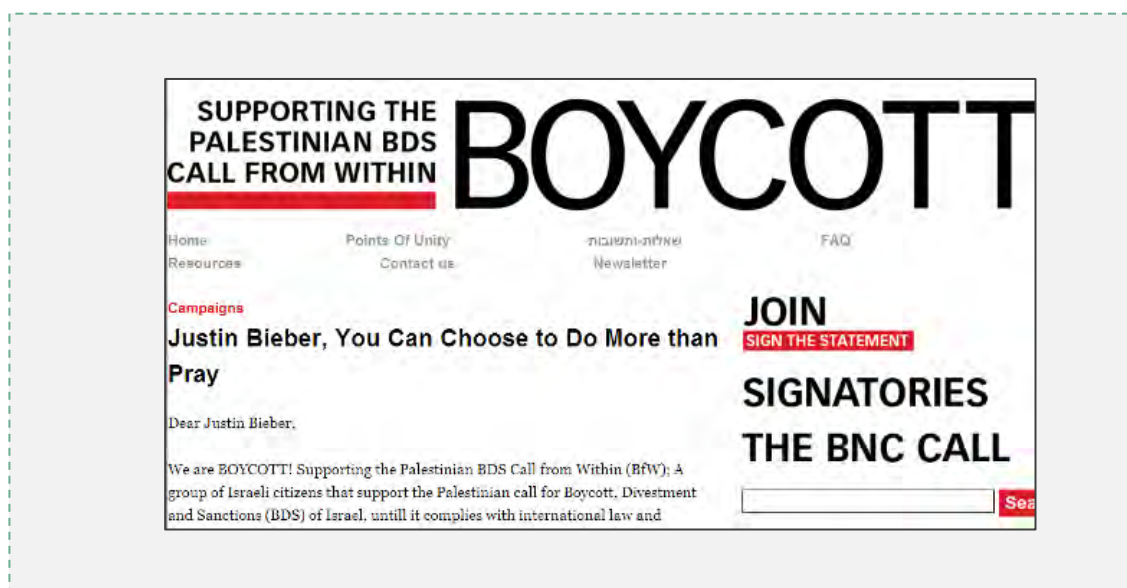 SUPPORTING THE
PALESTINIAN BDS
CALL FROM WITHIN
BOYCOTT
Home Points Of Unity שאלות-ותשובות FAQ
Resources Contact us Newsletter
Campaigns
Justin Bieber, You Can Choose to Do More than
Pray
Dear Justin Bieber,
We are BOYCOTT! Supporting the Palestinian BDS Call from Within (BfW); A
group of Israeli citizens that support the Palestinian call for Boycott, Divestment
and Sanctions (BDS) of Israel, untill it complies with international law and
JOIN
SIGN THE STATEMENT
SIGNATORIES
THE BNC CALL
Sea